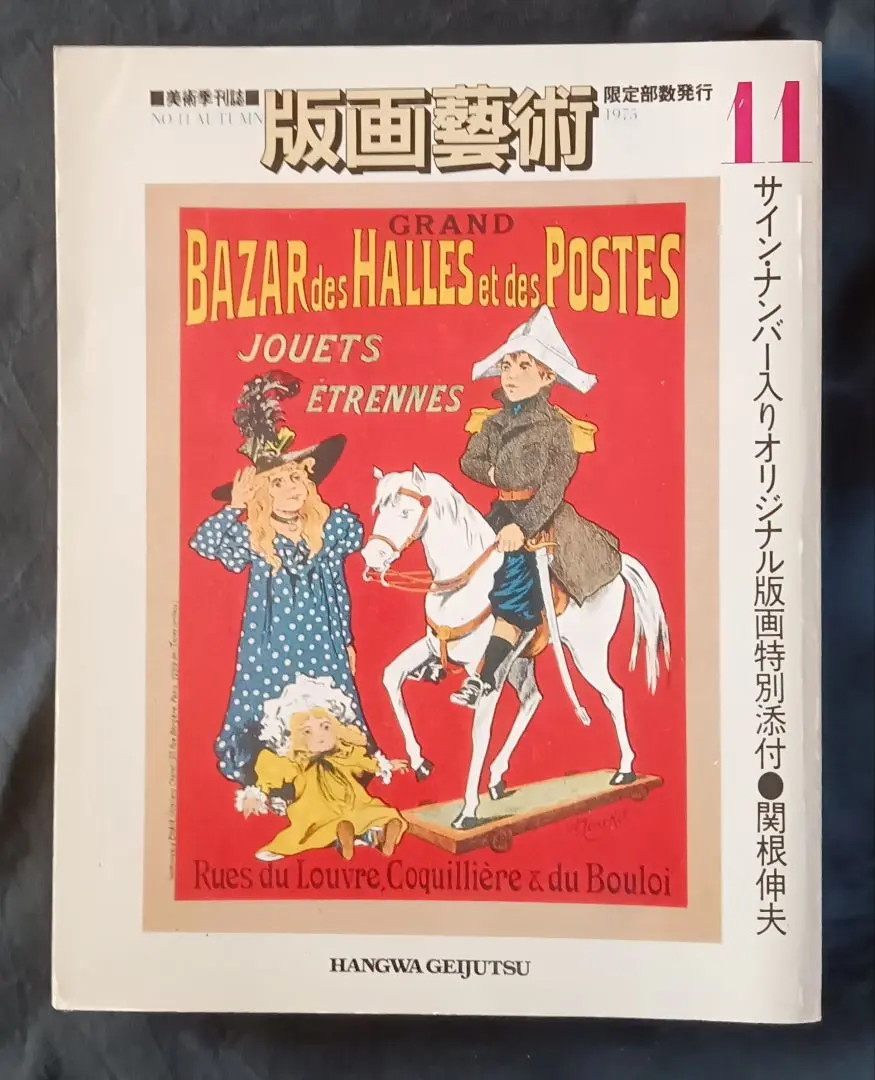 ■美術季刊誌■
NO.11 AUTUMN
版画藝術
限定部数発行
1975
11
サイン・ナンバー入りオリジナル版画特別添付●関根伸夫
GRAND
BAZAR des HALLES et des POSTES
JOUETS
ETRENNES
Rues du Louvre, Coquillière & du Bouloi
HANGWA GEIJUTSU